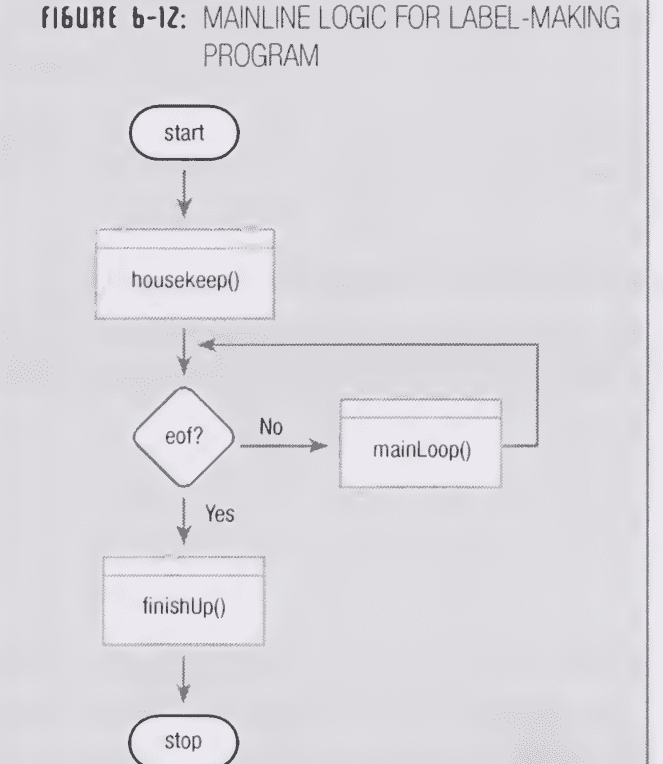 FIGURE 6-12: MAINLINE LOGIC FOR LABEL-MAKING
PROGRAM
start
housekeep()
eof?
No
mainLoop()
Yes
finishUp()
stop